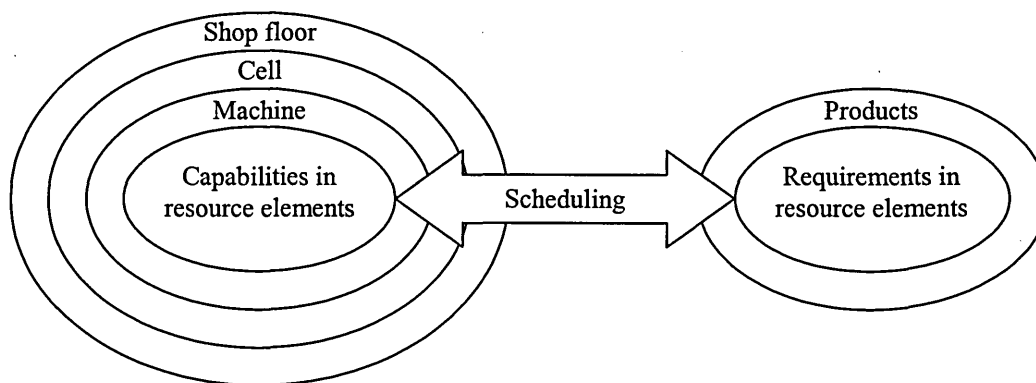 Shop floor
Cell
Machine
Capabilities in
resource elements
Scheduling
Products
Requirements in
resource elements